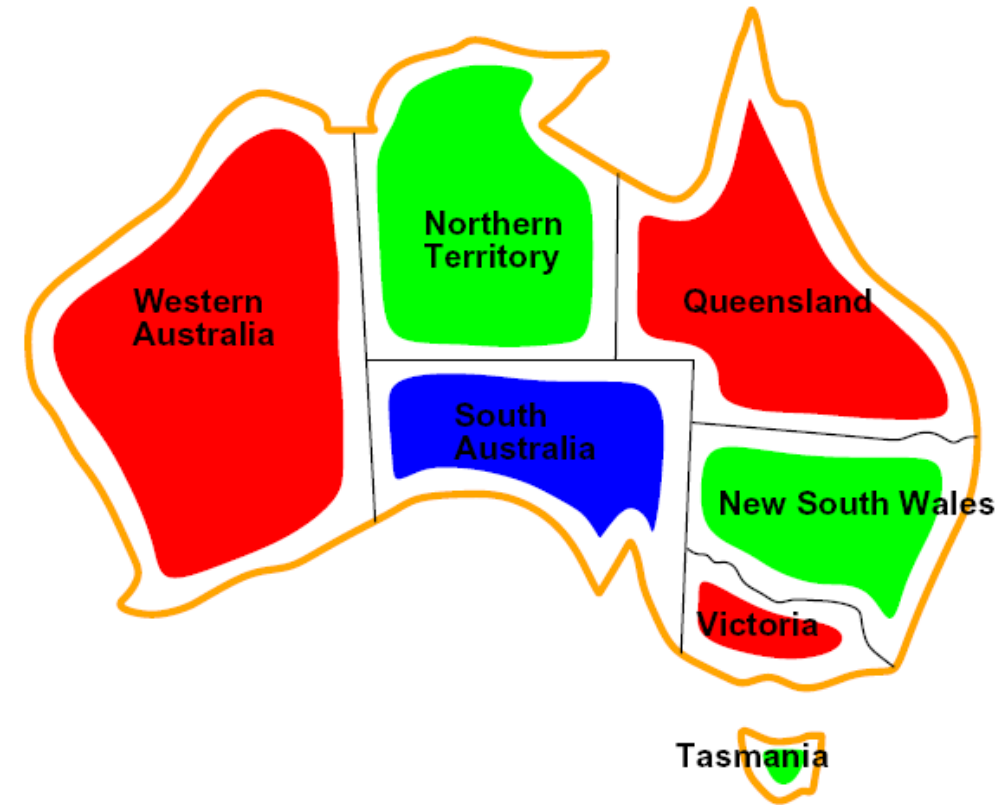 Northern
Territory
Western
Australia
Queensland
South
Australia
New South Wales
Victoria
Tasmania